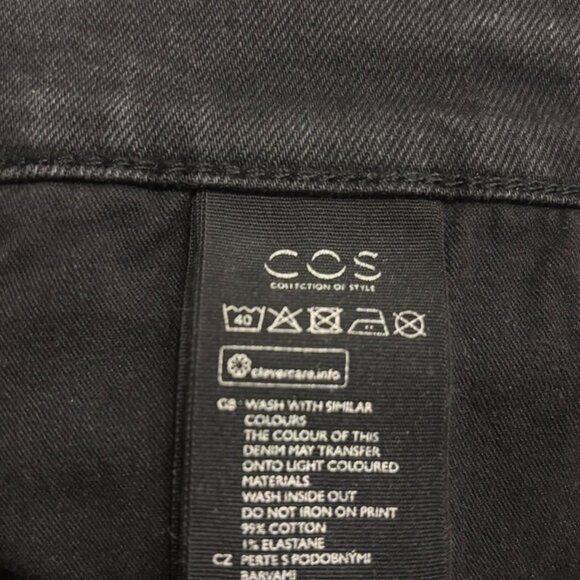 COS
COLLECTION OF STYLE
40
clevercare.info
GB WASH WITH SIMILAR
COLOURS
THE COLOUR OF THIS
DENIM MAY TRANSFER
ONTO LIGHT COLOURED
MATERIALS
WASH INSIDE OUT
DO NOT IRON ON PRINT
99% COTTON
1% ELASTANE
CZ PERTE S PODOBNÝMI
BARVAMI